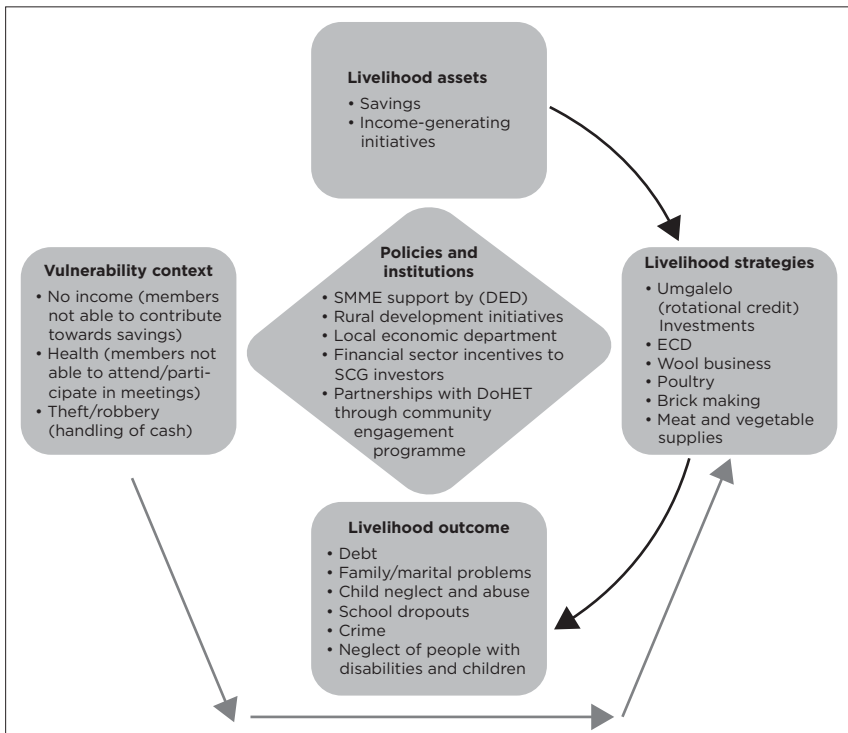 Livelihood assets
• Savings
• Income-generating
initiatives
Vulnerability context
• No income (members
not able to contribute
towards savings)
• Health (members not
able to attend/parti-
cipate in meetings)
• Theft/robbery
(handling of cash)
Policies and
institutions
• SMME support by (DED)
• Rural development initiatives
• Local economic department
• Financial sector incentives to
SCG investors
• Partnerships with DoHET
through community
engagement
programme
Livelihood strategies
• Umgalelo
(rotational credit)
Investments
• ECD
• Wool business
• Poultry
• Brick making
• Meat and vegetable
supplies
Livelihood outcome
• Debt
• Family/marital problems
• Child neglect and abuse
• School dropouts
• Crime
• Neglect of people with
disabilities and children